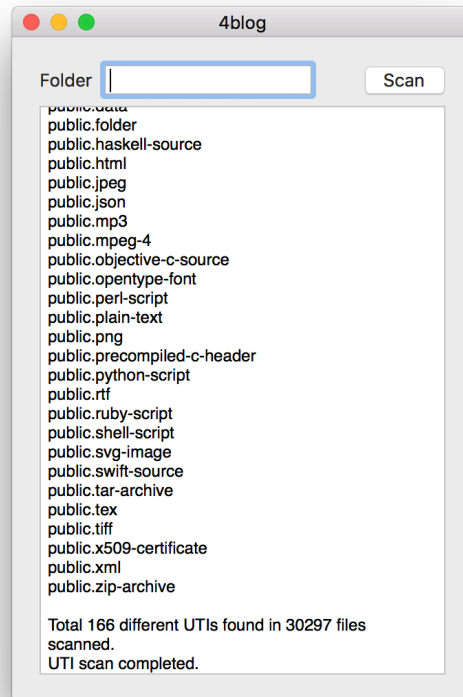 4blog
Folder
Scan
public.data
public.folder
public.haskell-source
public.html
public.jpeg
public.json
public.mp3
public.mpeg-4
public.objective-c-source
public.opentype-font
public.perl-script
public.plain-text
public.png
public.precompiled-c-header
public.python-script
public.rtf
public.ruby-script
public.shell-script
public.svg-image
public.swift-source
public.tar-archive
public.tex
public.tiff
public.x509-certificate
public.xml
public.zip-archive
Total 166 different UTIs found in 30297 files
scanned.
UTI scan completed.